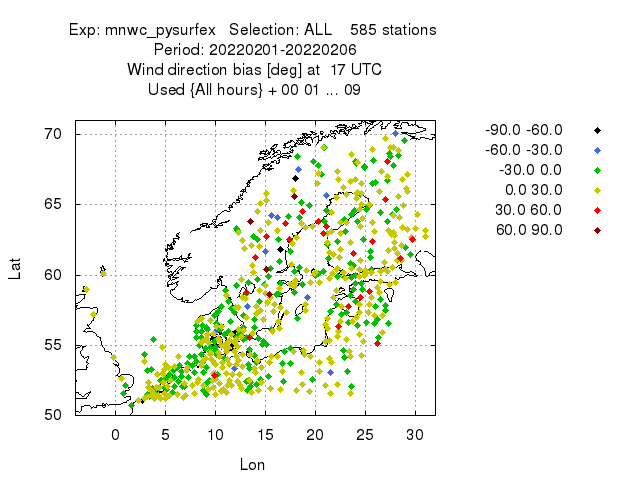 Exp: mnwc_pysurfex   Selection: ALL    585 stations
Period: 20220201-20220206
Wind direction bias [deg] at  17 UTC
Used {All hours} + 00 01 ... 09
-90.0 -60.0
-60.0 -30.0
-30.0 0.0
0.0 30.0
30.0 60.0
60.0 90.0
70
65
60
55
50
Lat
0 5 10 15 20 25 30
Lon